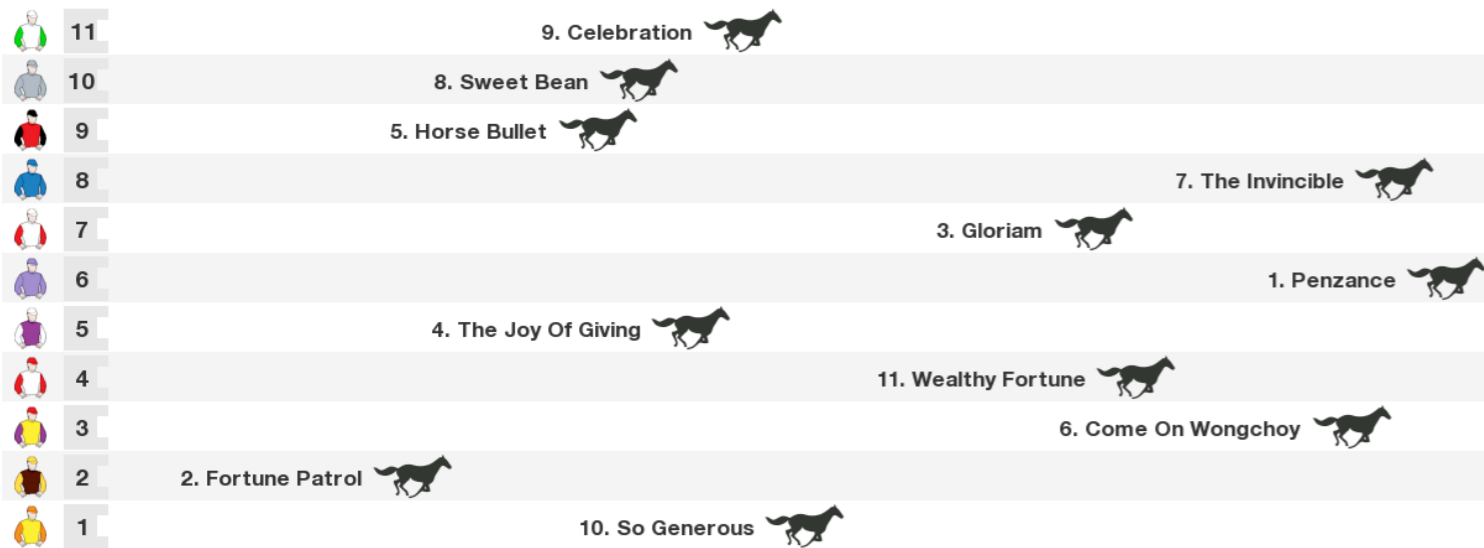 11 9. Celebration
10 8. Sweet Bean
9 5. Horse Bullet
8 7. The Invincible
7 3. Gloriam
6 1. Penzance
5 4. The Joy Of Giving
4 11. Wealthy Fortune
3 6. Come On Wongchoy
2 2. Fortune Patrol
1 10. So Generous